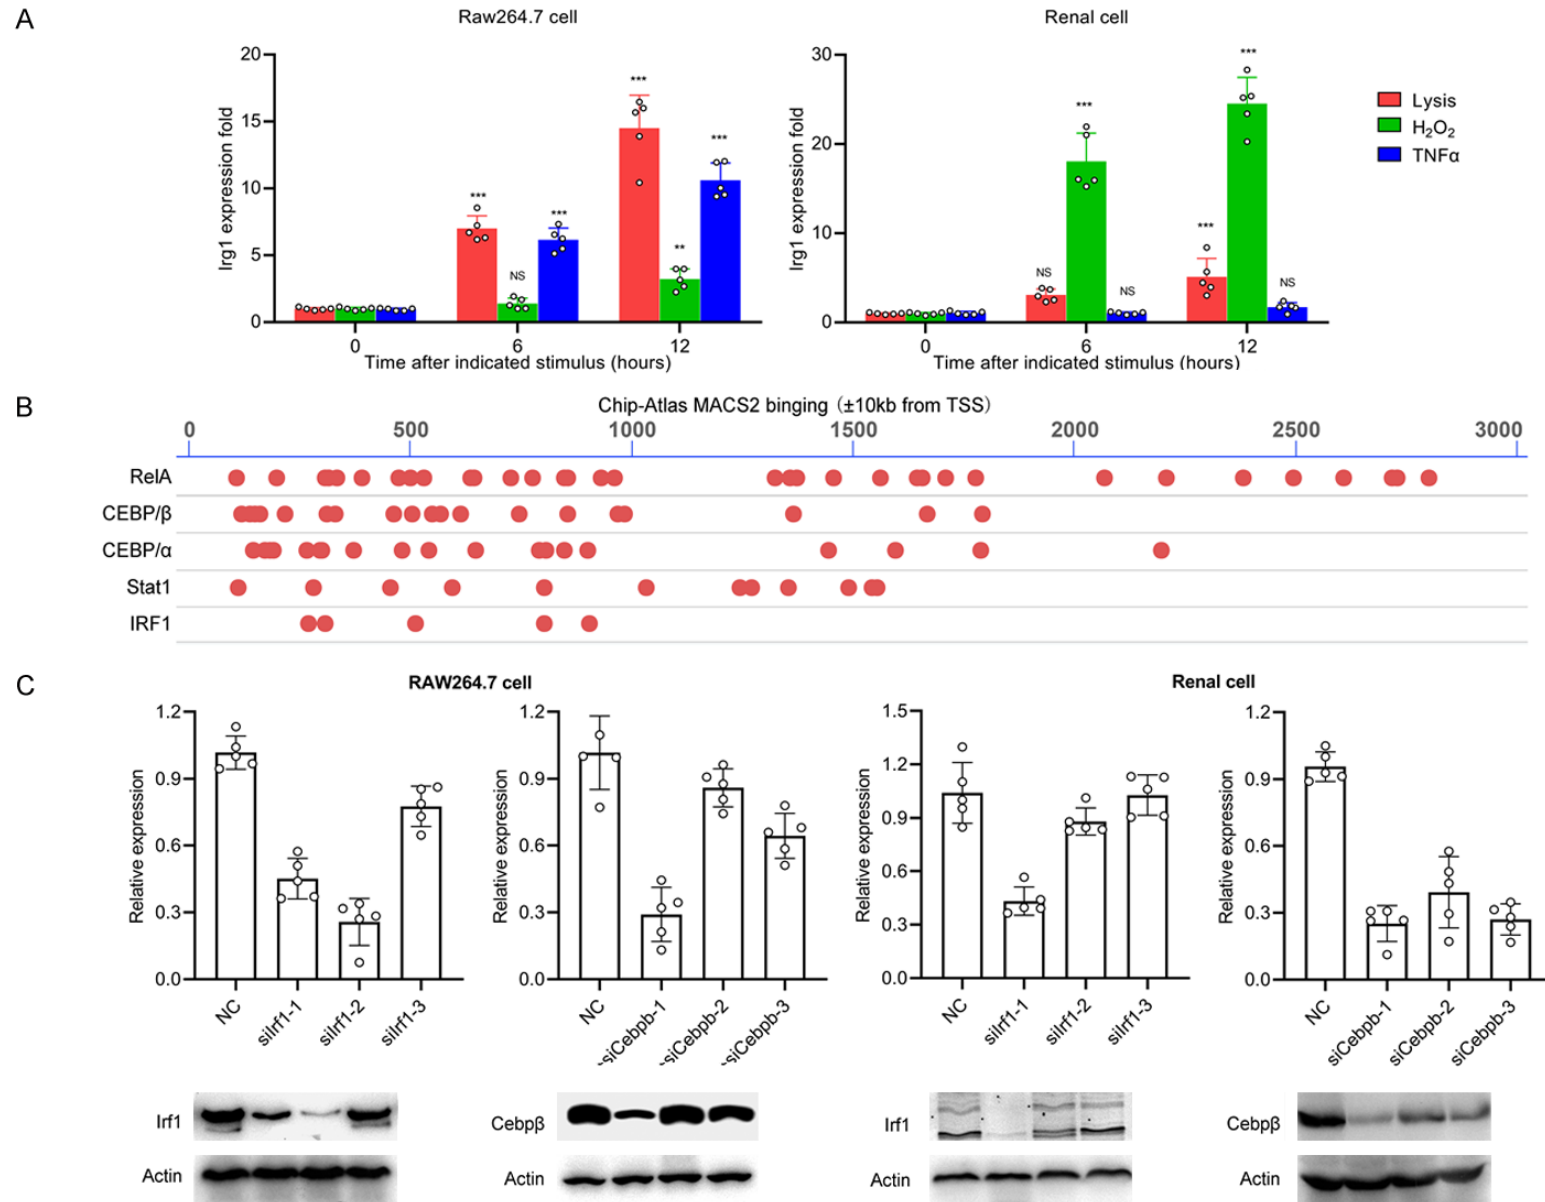 A
Raw264.7 cell
Renal cell
Irg1 expression fold
20
15
10
5
0
***
NS
***
***
**
***
0
6
12
Time after indicated stimulus (hours)
Irg1 expression fold
30
20
10
0
NS
***
NS
***
***
NS
0
6
12
Time after indicated stimulus (hours)
Lysis
H₂O₂
TNFα
B
Chip-Atlas MACS2 binging (±10kb from TSS)
0 500 1000 1500 2000 2500 3000
RelA
CEBP/β
CEBP/α
Stat1
IRF1
C
RAW264.7 cell
Renal cell
Relative expression
1.2
0.9
0.6
0.3
0.0
NC siIrf1-1 siIrf1-2 siIrf1-3
Relative expression
1.2
0.9
0.6
0.3
0.0
NC siCebpb-1 siCebpb-2 siCebpb-3
Relative expression
1.5
1.2
0.9
0.6
0.3
0.0
NC siIrf1-1 siIrf1-2 siIrf1-3
Relative expression
1.2
0.9
0.6
0.3
0.0
NC siCebpb-1 siCebpb-2 siCebpb-3
Irf1
Actin
Cebpβ
Actin
Irf1
Actin
Cebpβ
Actin